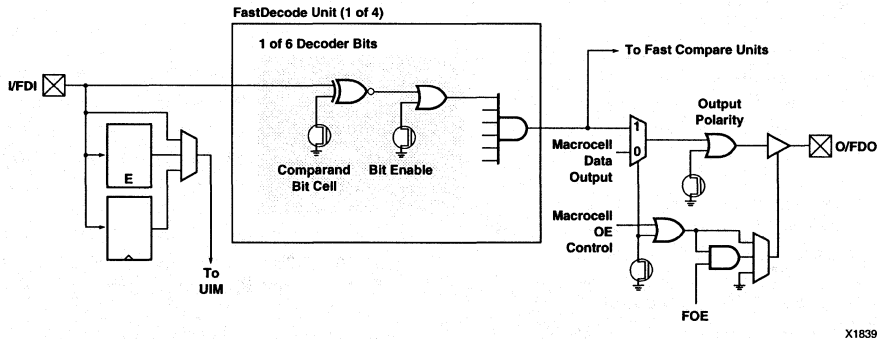 FastDecode Unit (1 of 4)
1 of 6 Decoder Bits
To Fast Compare Units
I/FDI
Output
Polarity
1
0
Macrocell
Data
Output
O/FDO
Comparand
Bit Cell
Bit Enable
E
Macrocell
OE
Control
To
UIM
FOE
X1839